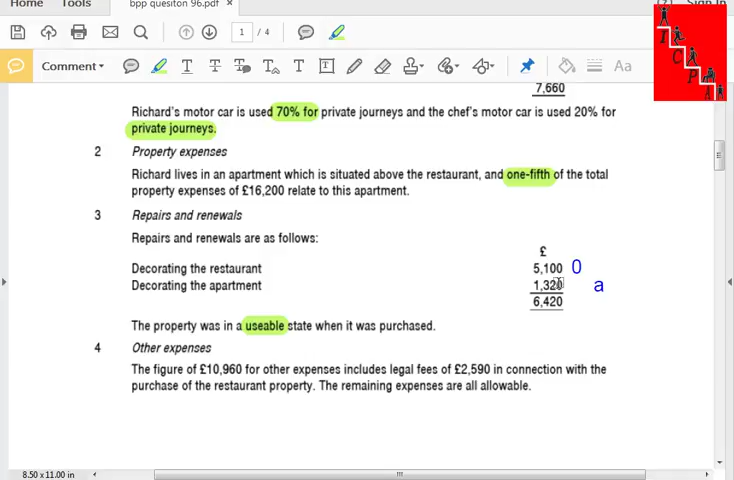 Home Tools bpp quesiton 96.pdf ×
1 / 4
Comment
7,660
Richard's motor car is used 70% for private journeys and the chef's motor car is used 20% for
private journeys.
2 Property expenses
Richard lives in an apartment which is situated above the restaurant, and one-fifth of the total
property expenses of £16,200 relate to this apartment.
3 Repairs and renewals
Repairs and renewals are as follows:
£
Decorating the restaurant 5,100 0
Decorating the apartment 1,320 a
6,420
The property was in a useable state when it was purchased.
4 Other expenses
The figure of £10,960 for other expenses includes legal fees of £2,590 in connection with the
purchase of the restaurant property. The remaining expenses are all allowable.
8.50 x 11.00 in
I
C
P
A
Aa